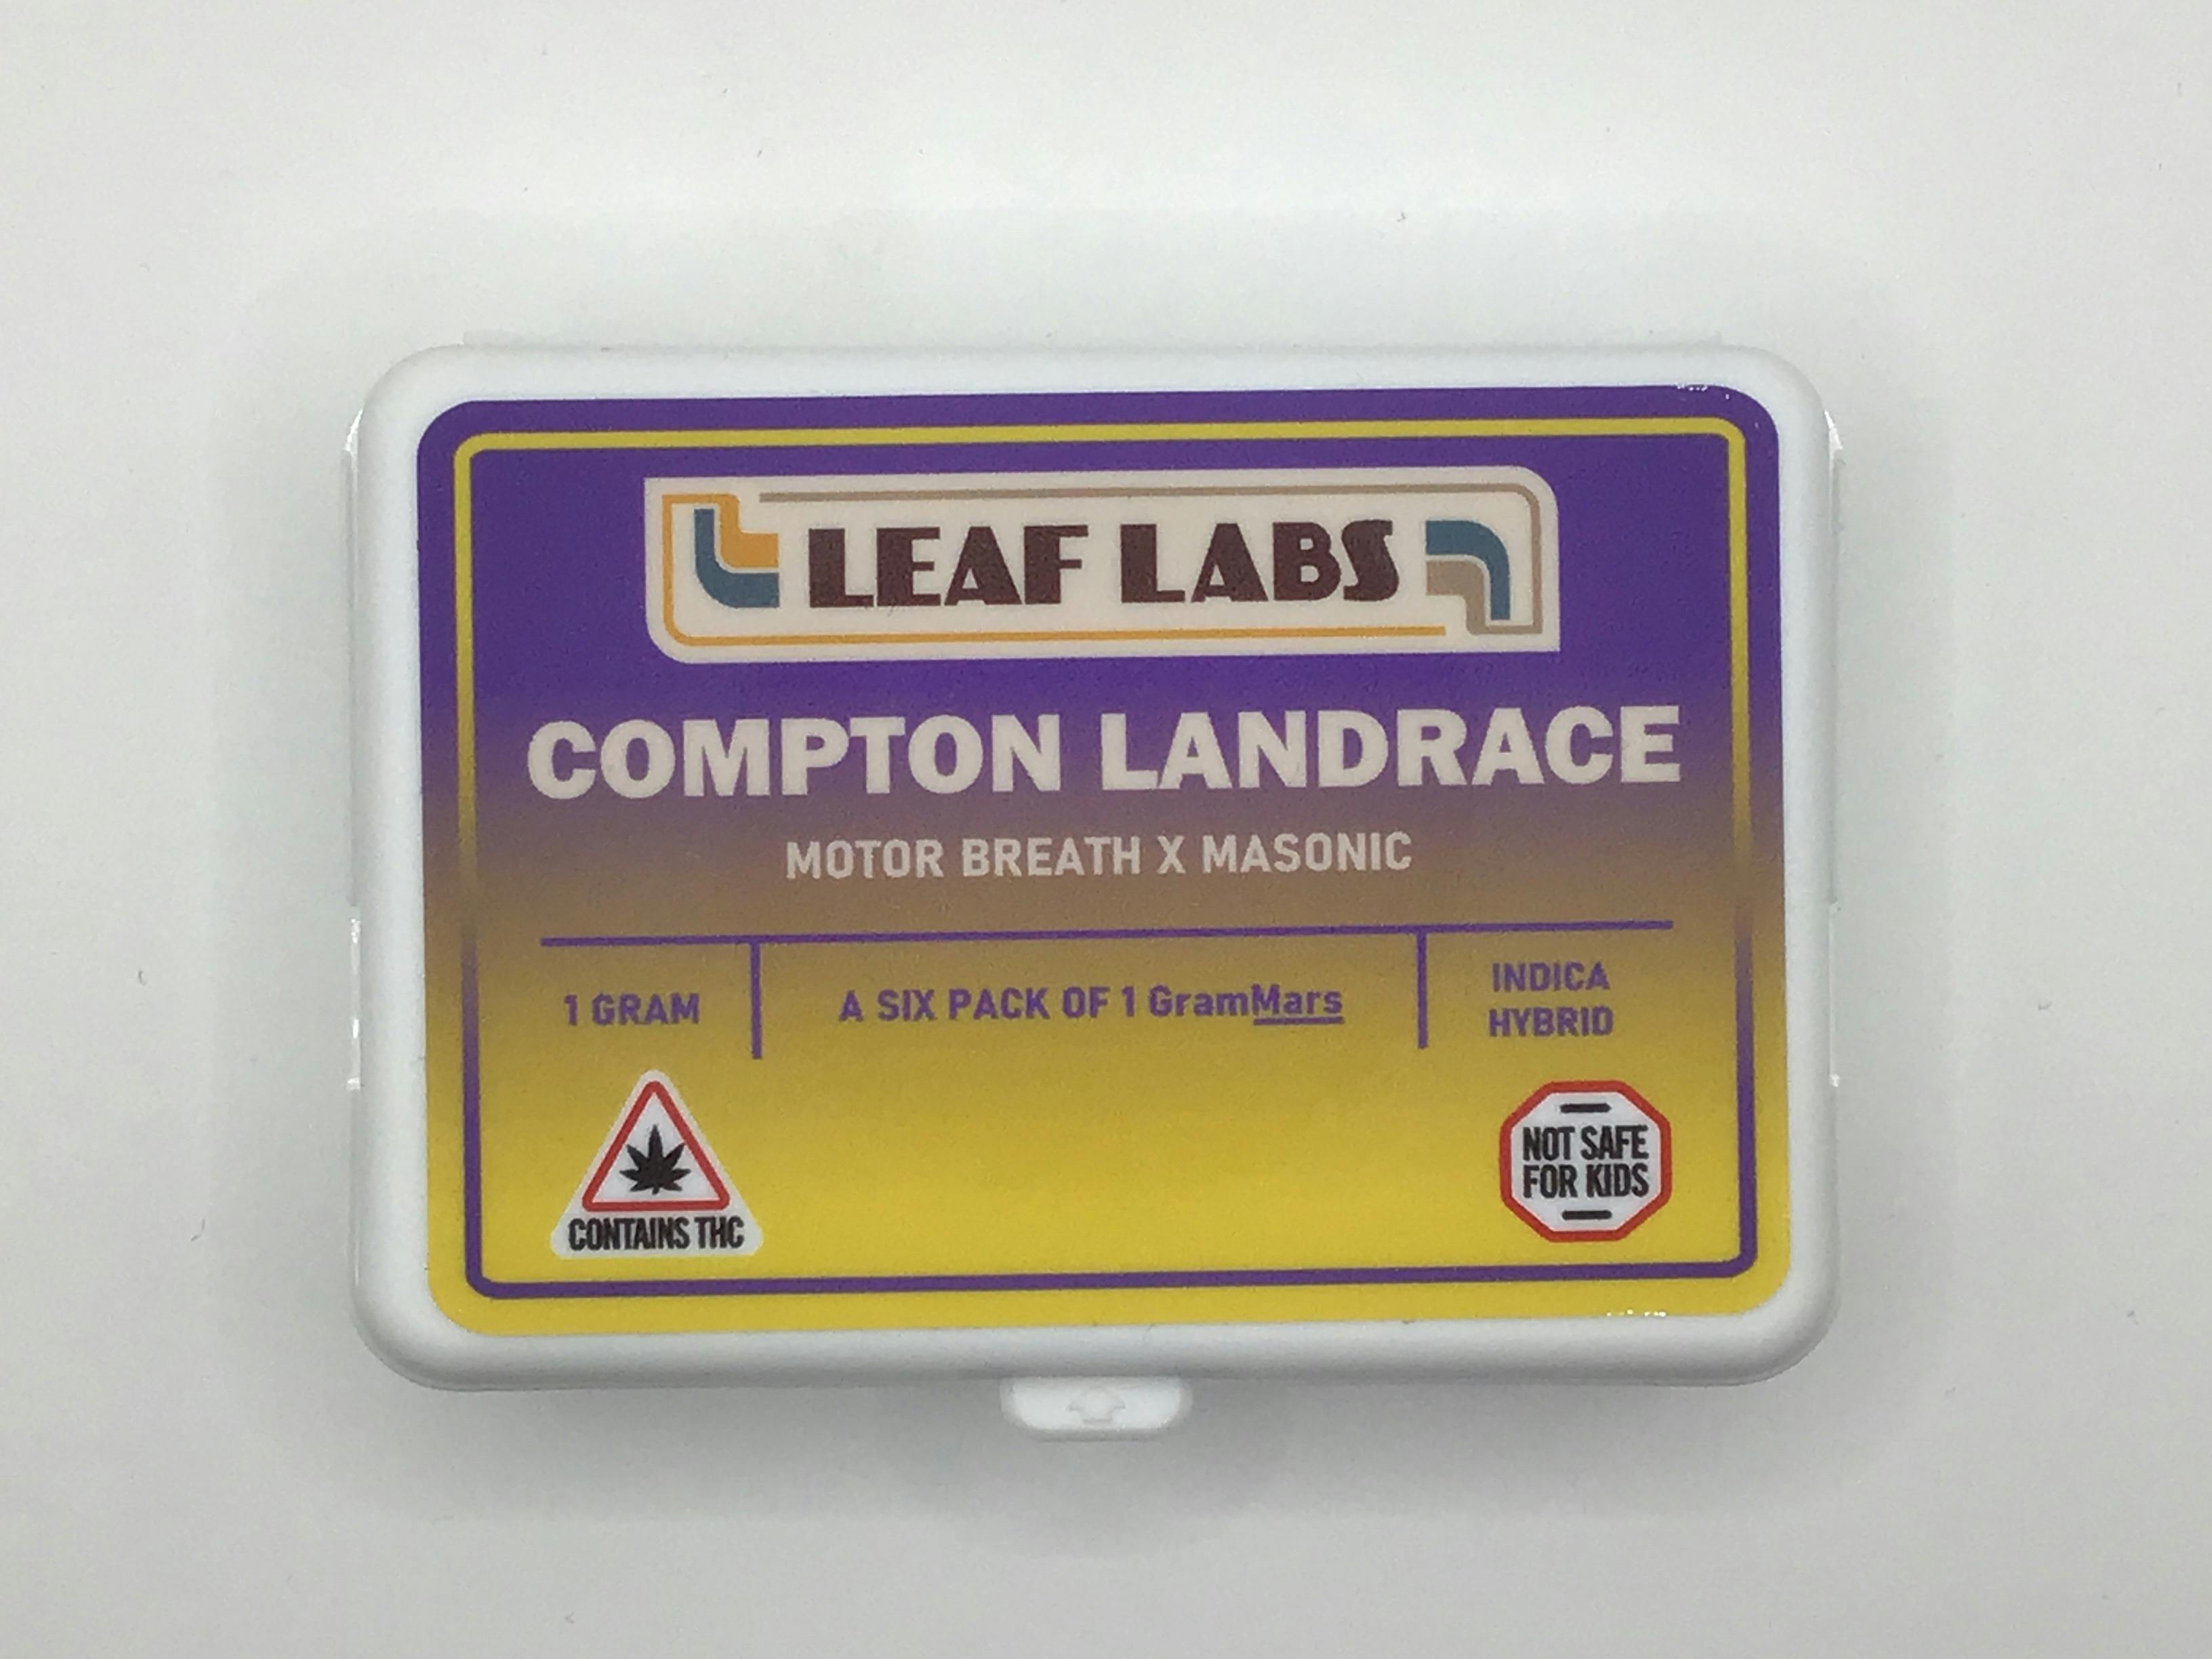 LEAF LABS
COMPTON LANDRACE
MOTOR BREATH X MASONIC
1 GRAM
A SIX PACK OF 1 GramMars
INDICA
HYBRID
CONTAINS THC
NOT SAFE
FOR KIDS